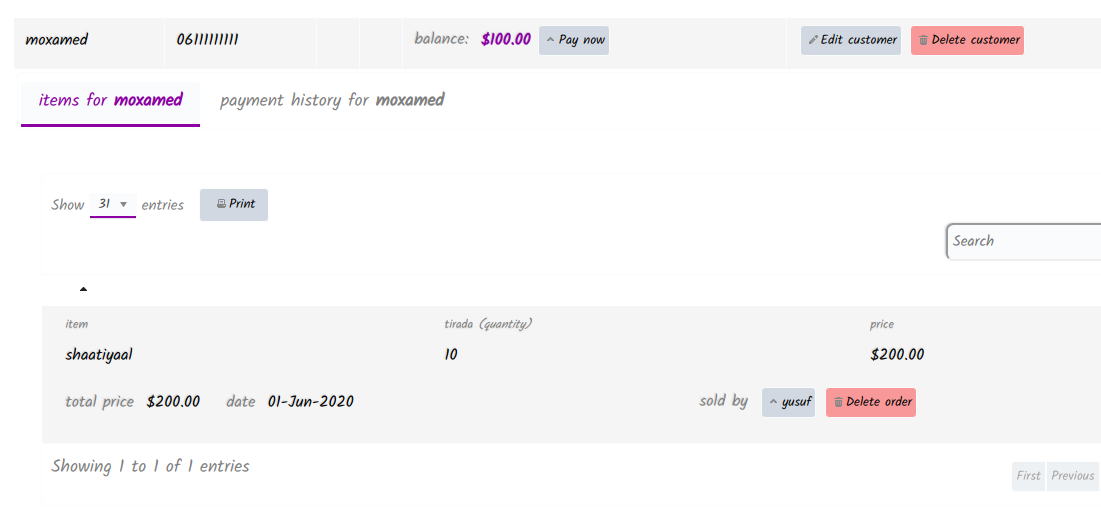 moxamed 06111111111 balance: $100.00 Pay now Edit customer Delete customer
items for moxamed payment history for moxamed
Show 31 entries Print
Search
item tirada (quantity) price
shaatiyaal 10 $200.00
total price $200.00 date 01-Jun-2020 sold by yusuf Delete order
Showing 1 to 1 of 1 entries
First Previous